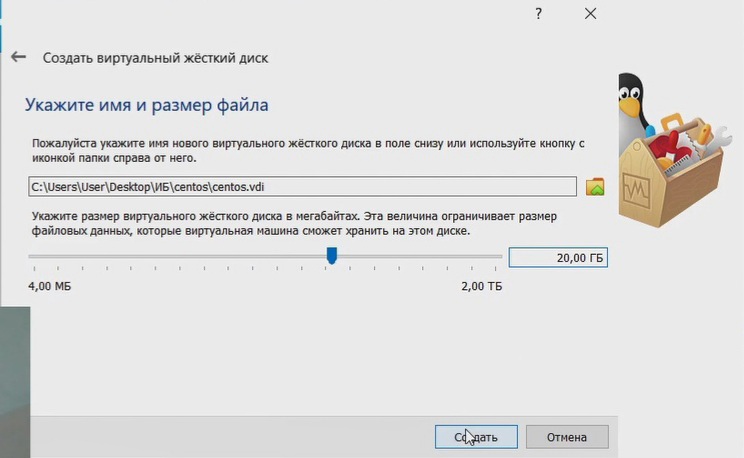 ?
Создать виртуальный жёсткий диск
Укажите имя и размер файла
Пожалуйста укажите имя нового виртуального жёсткого диска в поле снизу или используйте кнопку с
иконкой папки справа от него.
C:\Users\User\Desktop\ИБ\centos\centos.vdi
Укажите размер виртуального жёсткого диска в мегабайтах. Эта величина ограничивает размер
файловых данных, которые виртуальная машина сможет хранить на этом диске.
20,00 ГБ
4,00 МБ 2,00 ТБ
Создать Отмена